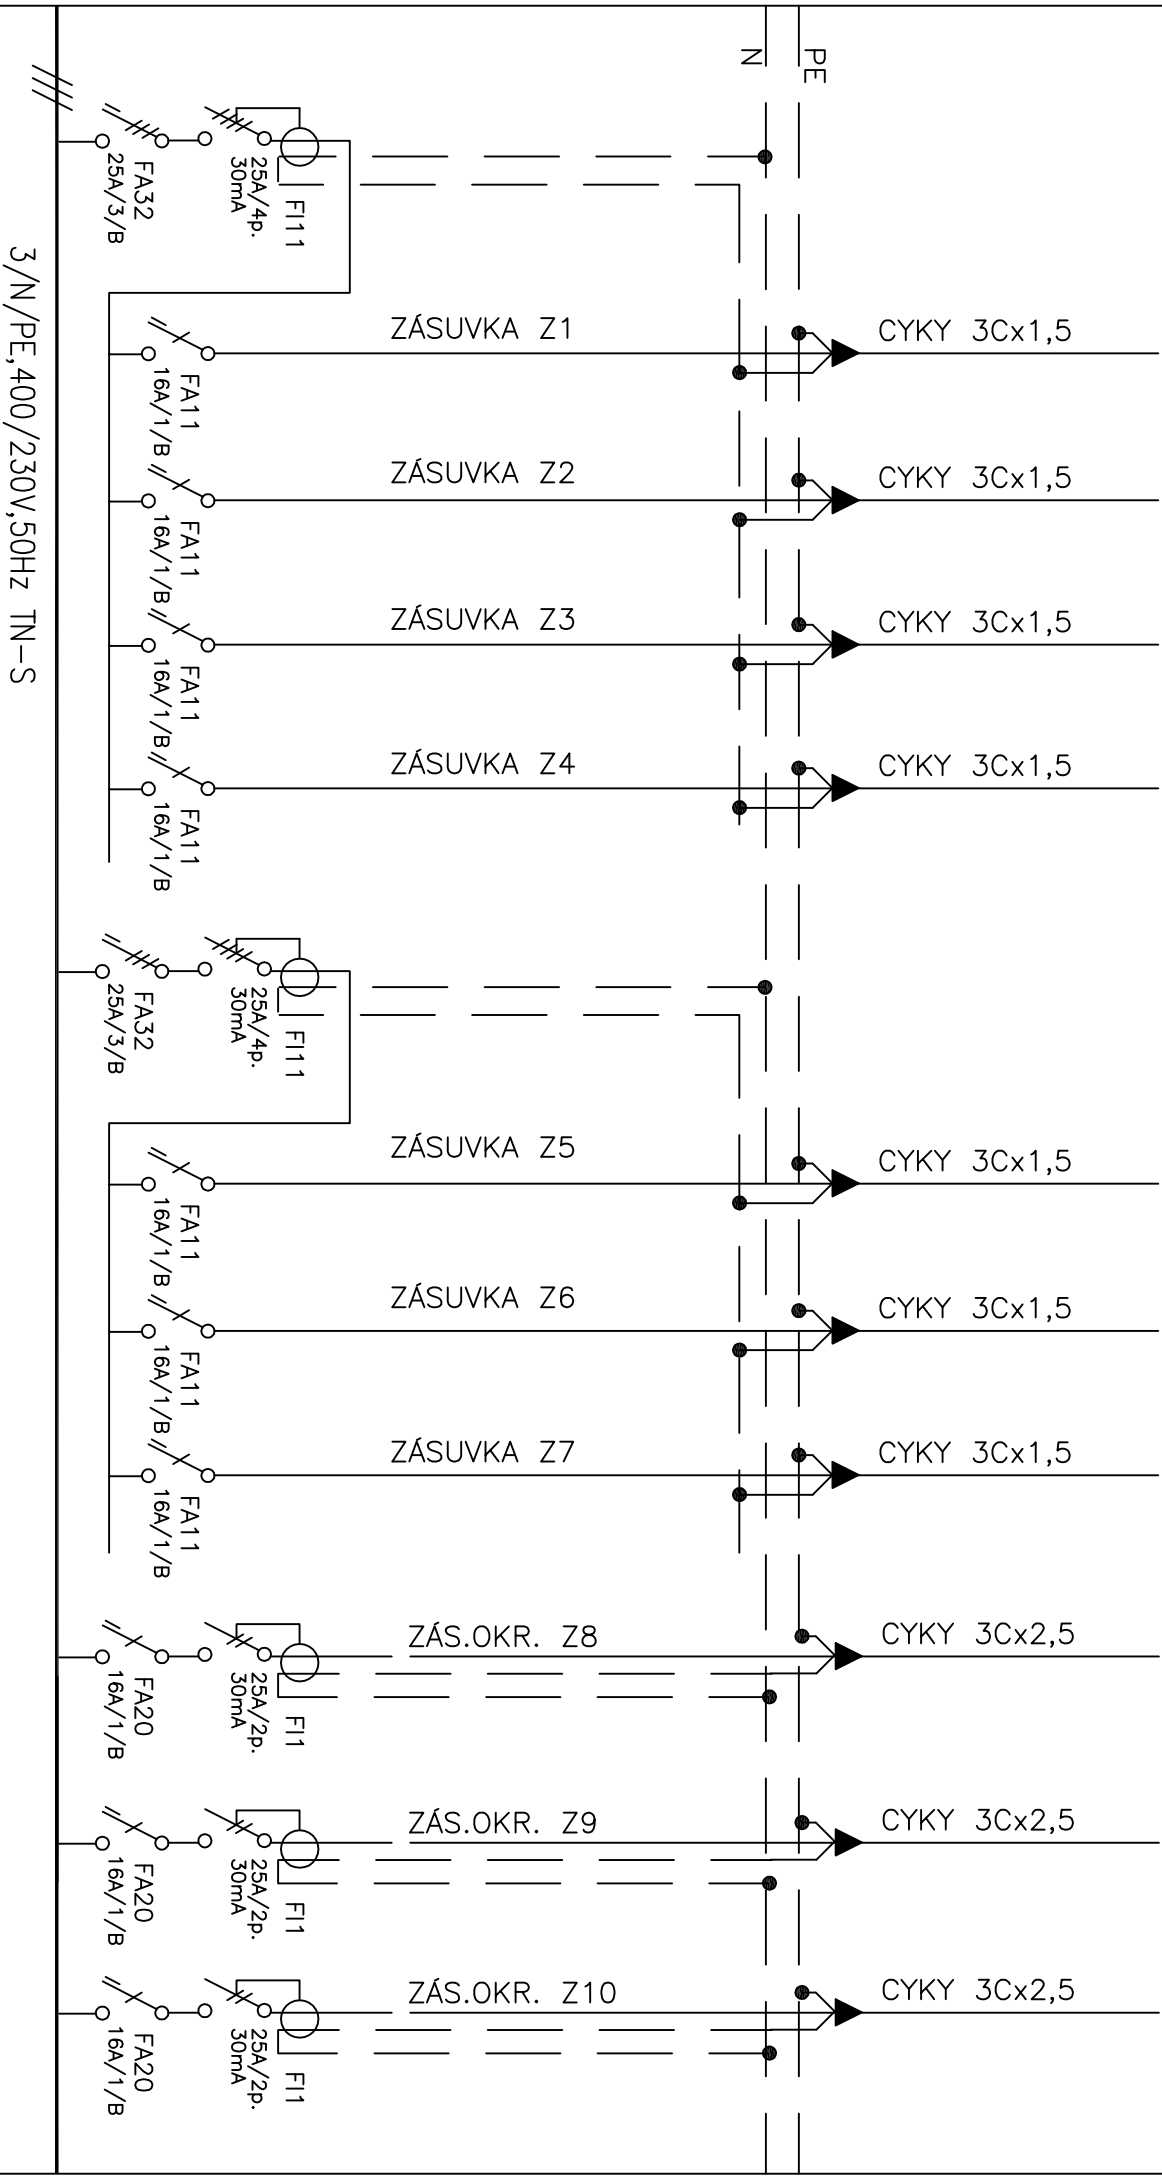 N
PE
3/N/PE,400/230V,50Hz TN-S
FA32
25A/3/B
FI11
25A/4p.
30mA
ZÁSUVKA Z1
CYKY 3Cx1,5
FA11
16A/1/B
ZÁSUVKA Z2
CYKY 3Cx1,5
FA11
16A/1/B
ZÁSUVKA Z3
CYKY 3Cx1,5
FA11
16A/1/B
ZÁSUVKA Z4
CYKY 3Cx1,5
FA11
16A/1/B
FA32
25A/3/B
FI11
25A/4p.
30mA
ZÁSUVKA Z5
CYKY 3Cx1,5
FA11
16A/1/B
ZÁSUVKA Z6
CYKY 3Cx1,5
FA11
16A/1/B
ZÁSUVKA Z7
CYKY 3Cx1,5
FA11
16A/1/B
ZÁS.OKR. Z8
CYKY 3Cx2,5
FA20
16A/1/B
FI1
25A/2p.
30mA
ZÁS.OKR. Z9
CYKY 3Cx2,5
FA20
16A/1/B
FI1
25A/2p.
30mA
ZÁS.OKR. Z10
CYKY 3Cx2,5
FA20
16A/1/B
FI1
25A/2p.
30mA